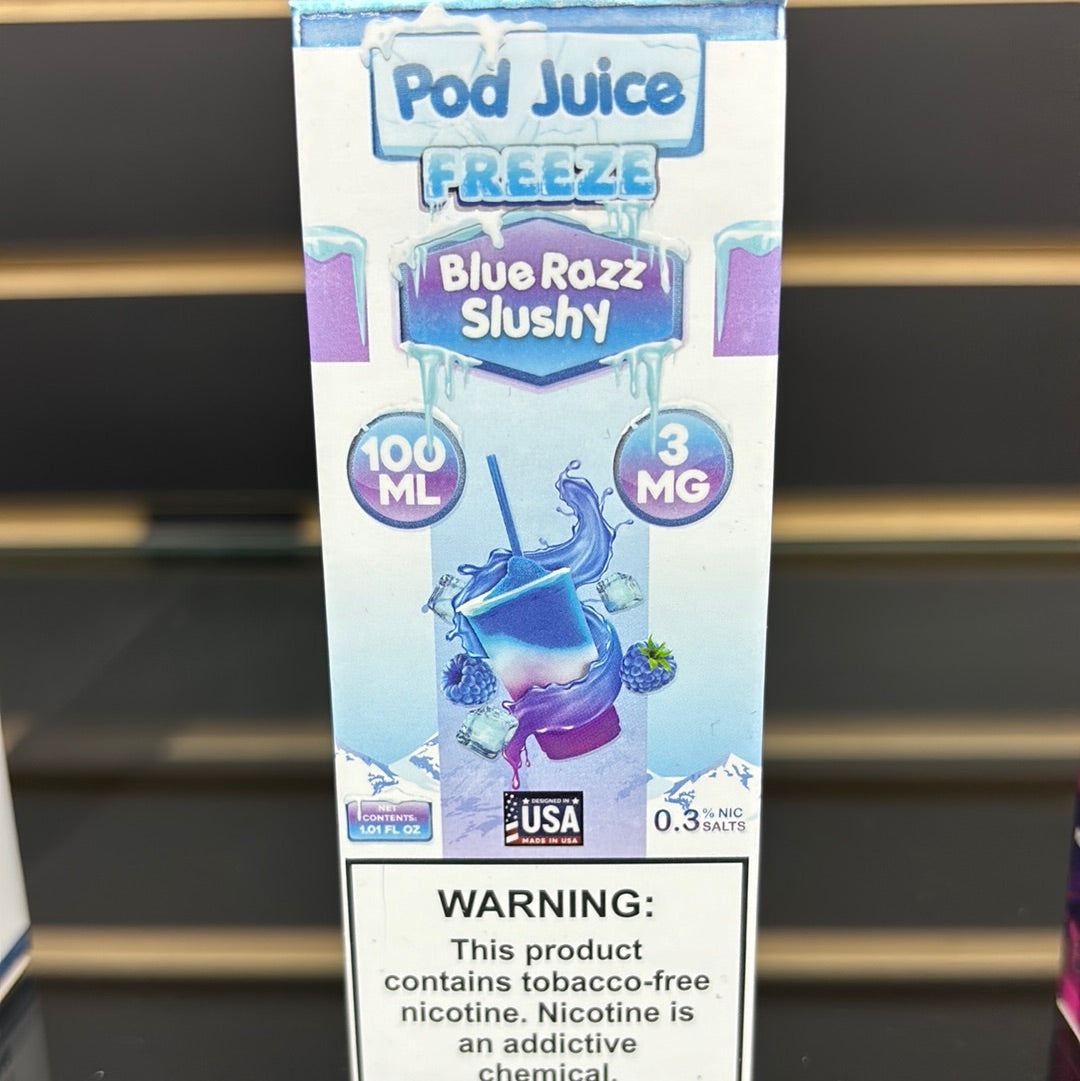 Pod Juice
FREEZE
Blue Razz
Slushy
100
ML
3
MG
NET
CONTENTS:
1.01 FL OZ
DESIGNED IN
USA
MADE IN USA
0.3% NIC
SALTS
WARNING:
This product
contains tobacco-free
nicotine. Nicotine is
an addictive
chemical.